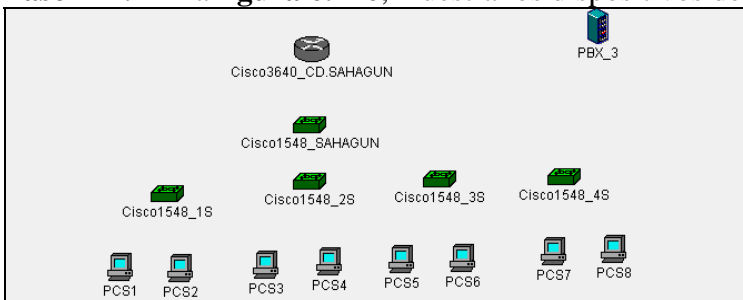 PBX_3
Cisco3640_CD.SAHAGUN
Cisco1548_SAHAGUN
Cisco1548_1S
Cisco1548_2S
Cisco1548_3S
Cisco1548_4S
PCS1
PCS2
PCS3
PCS4
PCS5
PCS6
PCS7
PCS8